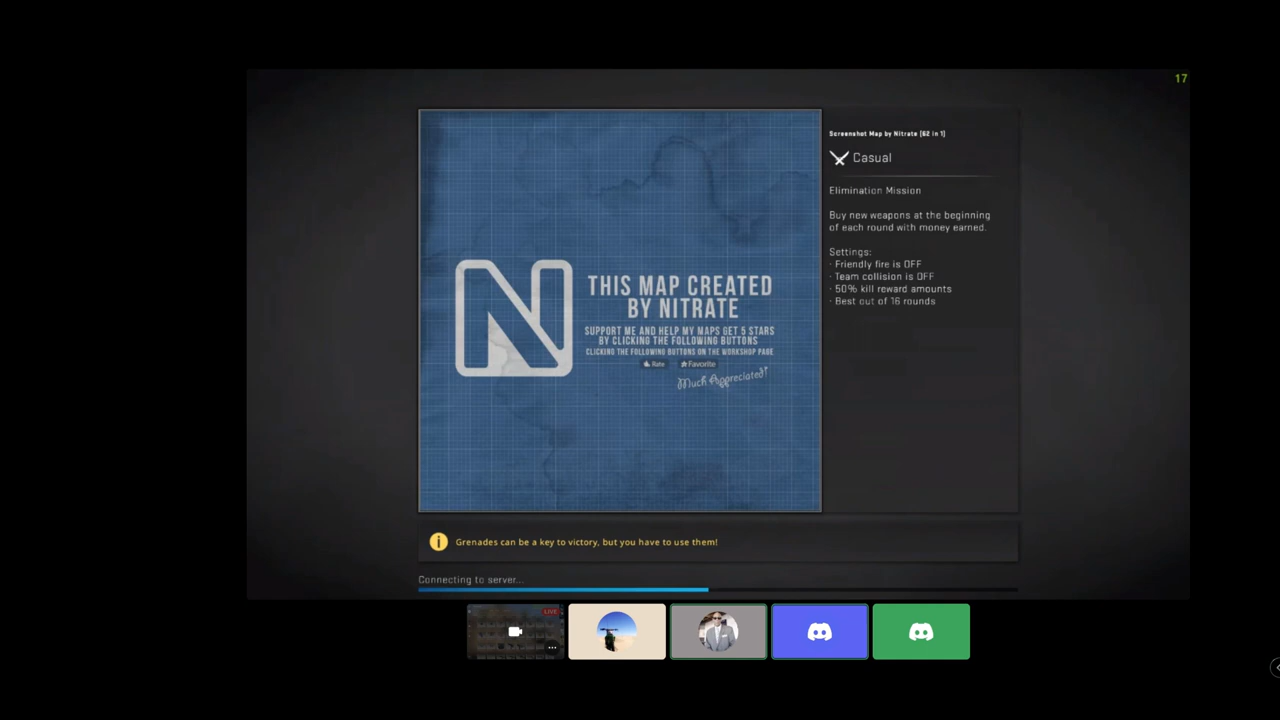 17
Screenshot Map by Nitrate (62 in 1)
Casual
Elimination Mission
Buy new weapons at the beginning
of each round with money earned.
Settings:
· Friendly fire is OFF
· Team collision is OFF
· 50% kill reward amounts
· Best out of 16 rounds
N
THIS MAP CREATED
BY NITRATE
SUPPORT ME AND HELP MY MAPS GET 5 STARS
BY CLICKING THE FOLLOWING BUTTONS
CLICKING THE FOLLOWING BUTTONS ON THE WORKSHOP PAGE
Rate Favorite
Much Appreciated!
Grenades can be a key to victory, but you have to use them!
Connecting to server...
LIVE